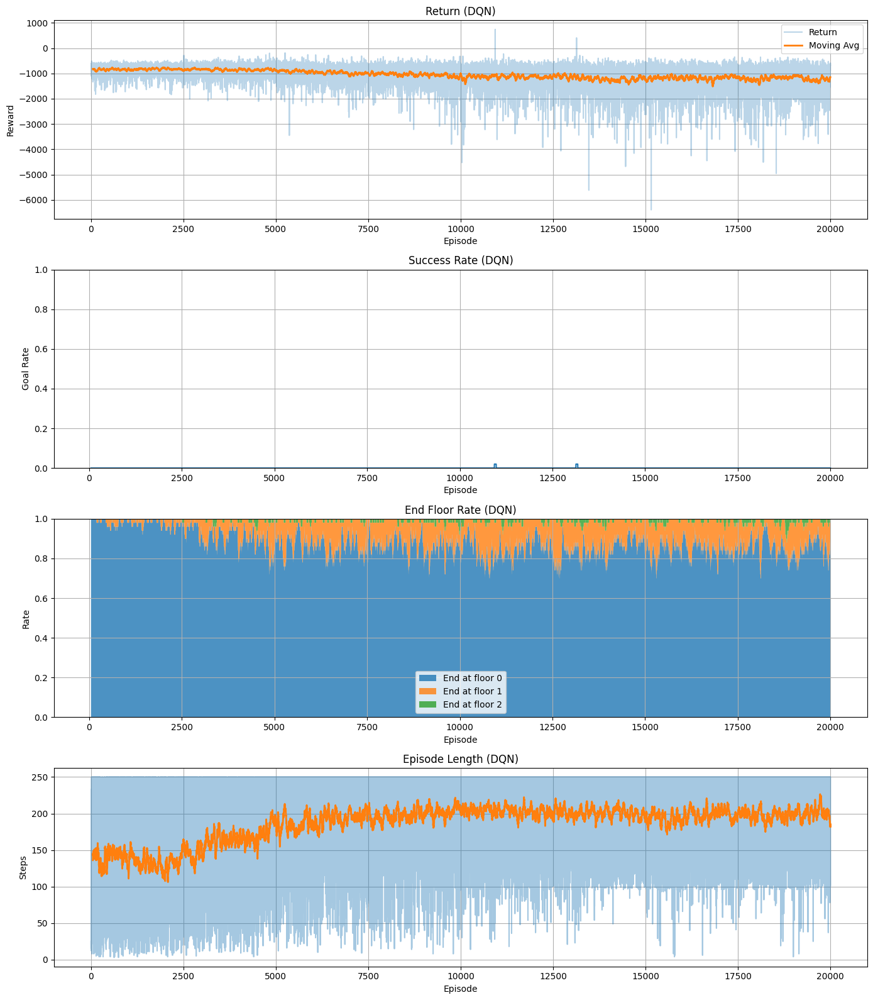 Return (DQN)
1000
0
−1000
−2000
−3000
−4000
−5000
−6000
Reward
Return
Moving Avg
0 2500 5000 7500 10000 12500 15000 17500 20000
Episode
Success Rate (DQN)
1.0
0.8
0.6
0.4
0.2
0.0
Goal Rate
0 2500 5000 7500 10000 12500 15000 17500 20000
Episode
End Floor Rate (DQN)
1.0
0.8
0.6
0.4
0.2
0.0
Rate
End at floor 0
End at floor 1
End at floor 2
0 2500 5000 7500 10000 12500 15000 17500 20000
Episode
Episode Length (DQN)
250
200
150
100
50
0
Steps
0 2500 5000 7500 10000 12500 15000 17500 20000
Episode